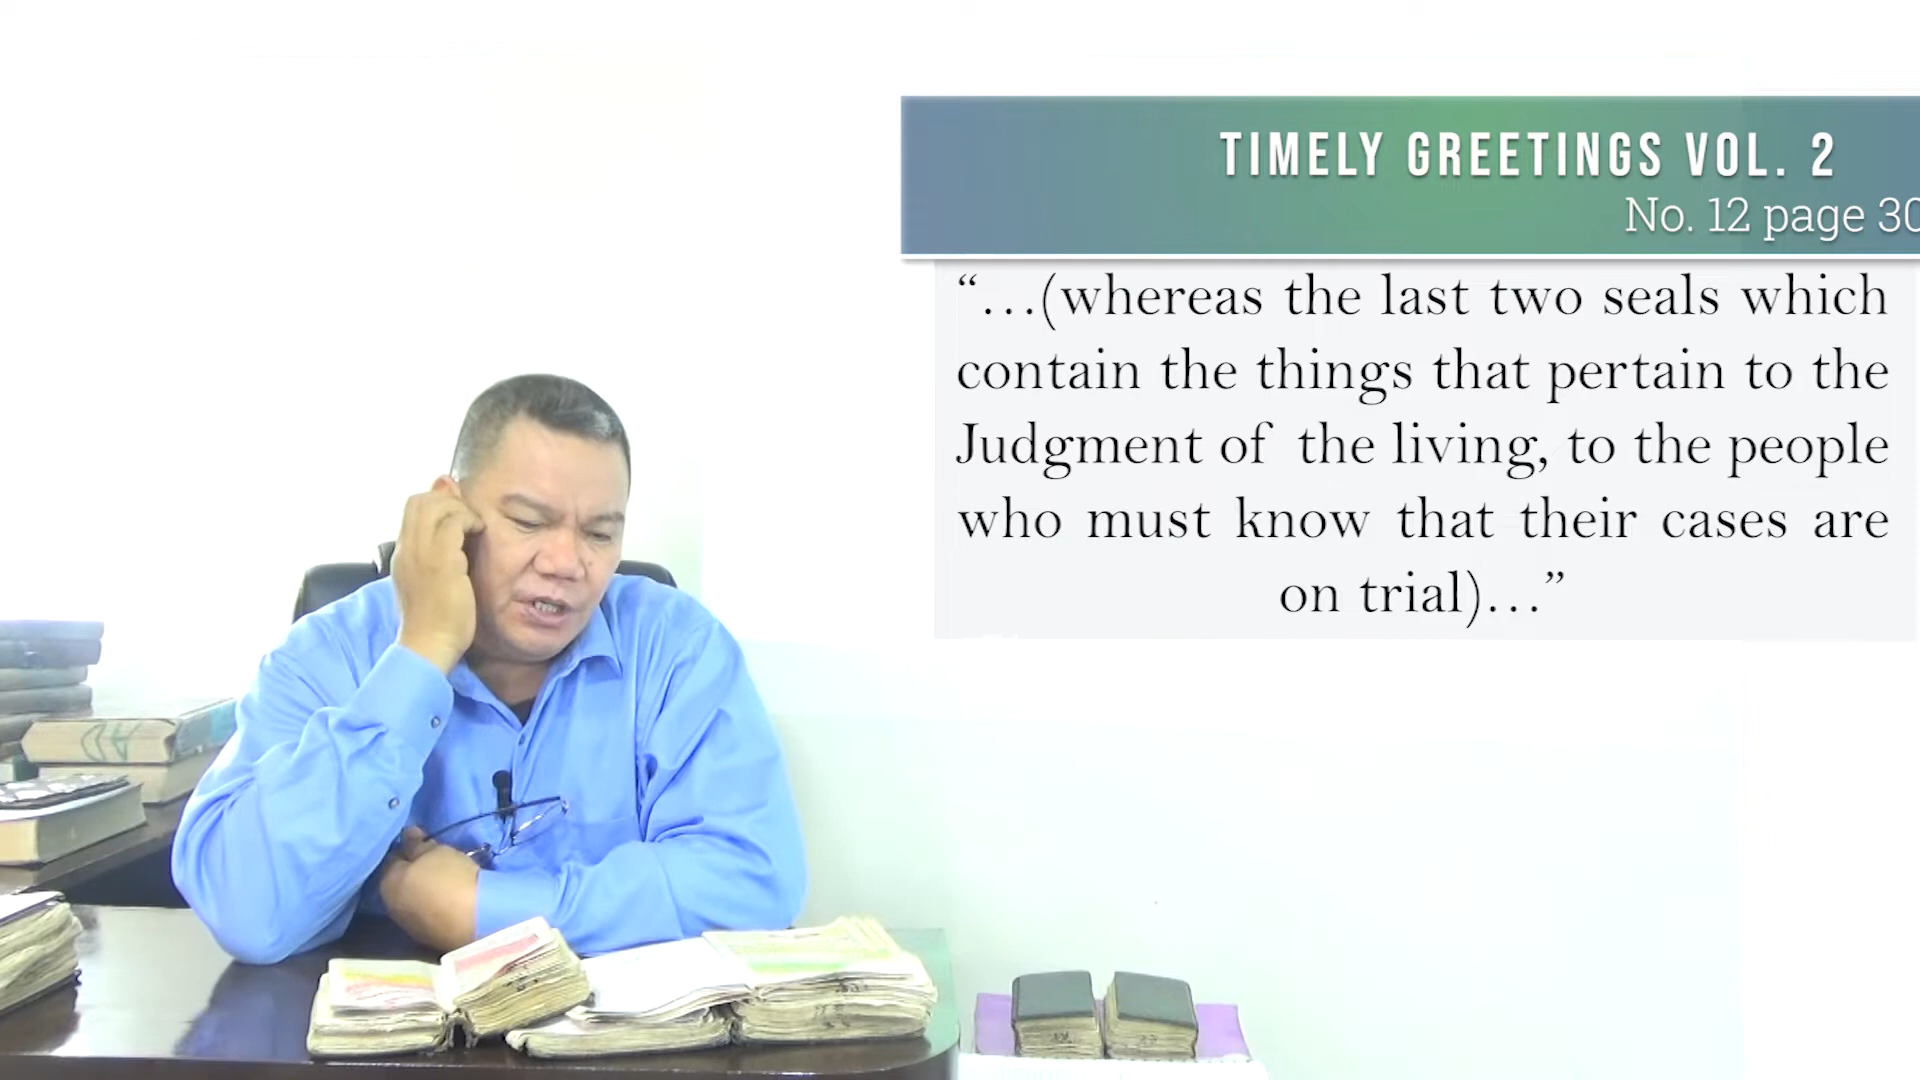 TIMELY GREETINGS VOL. 2
No. 12 page 30
“…(whereas the last two seals which
contain the things that pertain to the
Judgment of the living, to the people
who must know that their cases are
on trial)…”